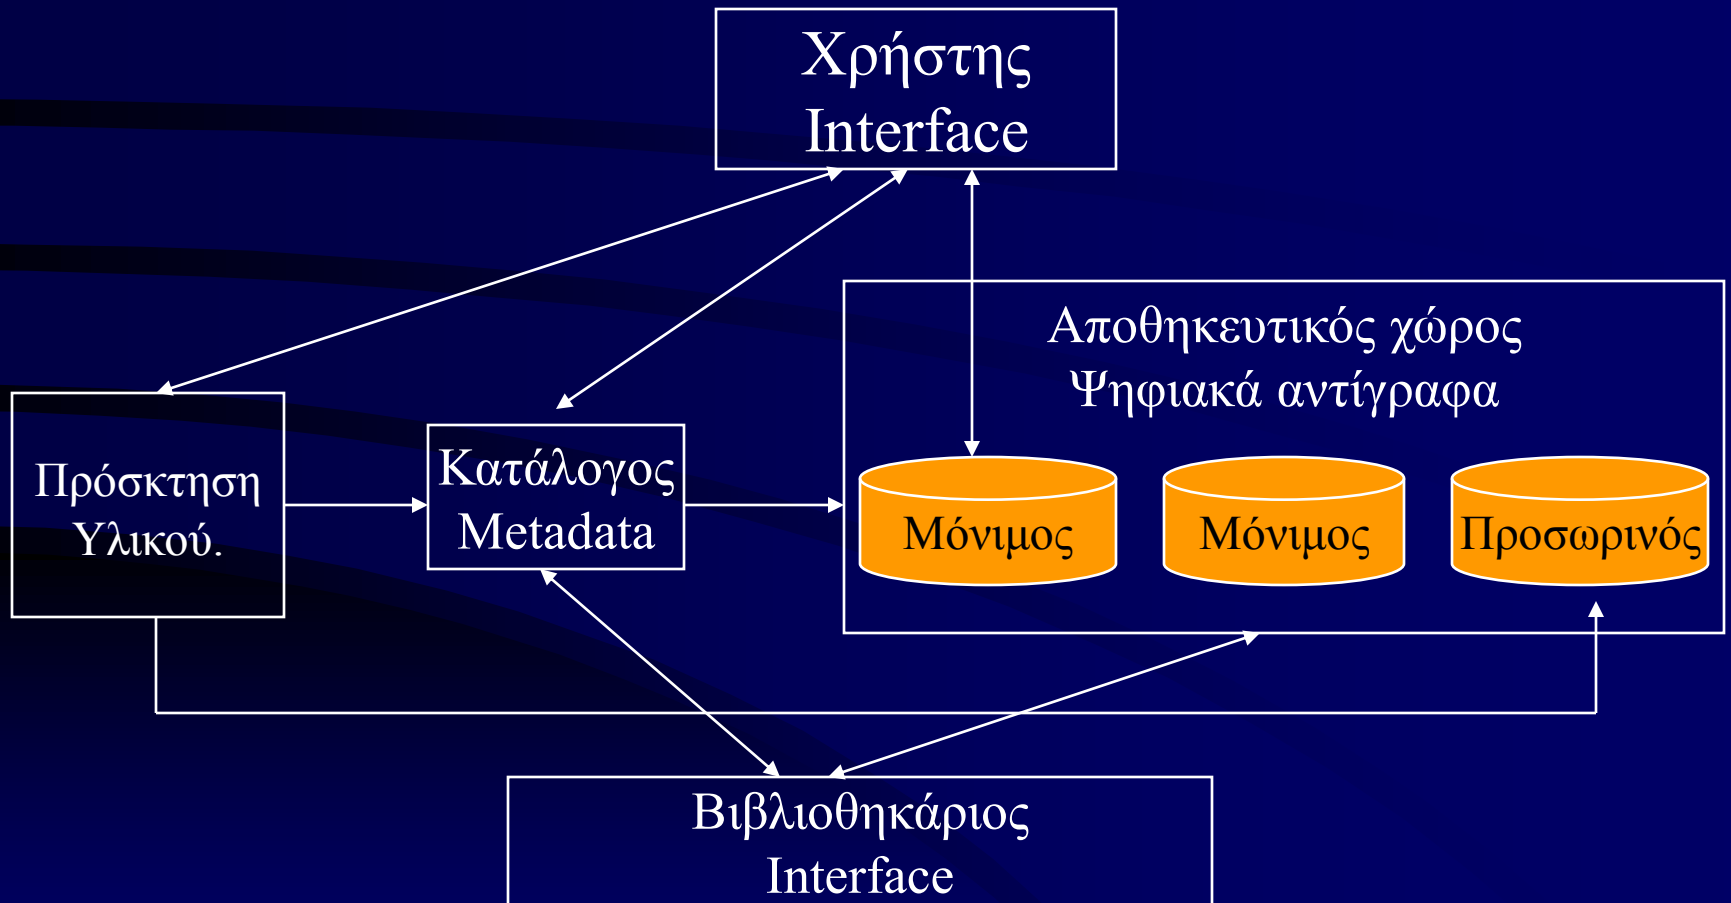 Χρήστης
Interface
Αποθηκευτικός χώρος
Ψηφιακά αντίγραφα
Πρόσκτηση
Υλικού.
Κατάλογος
Metadata
Μόνιμος
Μόνιμος
Προσωρινός
Βιβλιοθηκάριος
Interface